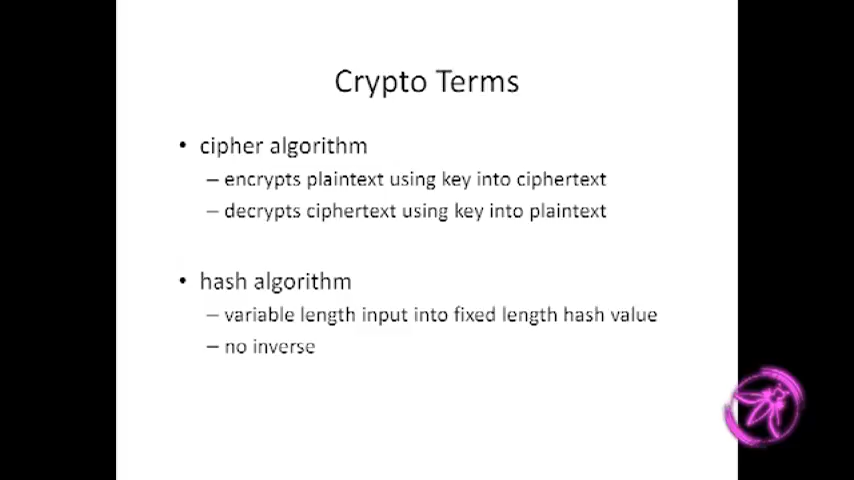 Crypto Terms
• cipher algorithm
– encrypts plaintext using key into ciphertext
– decrypts ciphertext using key into plaintext
• hash algorithm
– variable length input into fixed length hash value
– no inverse